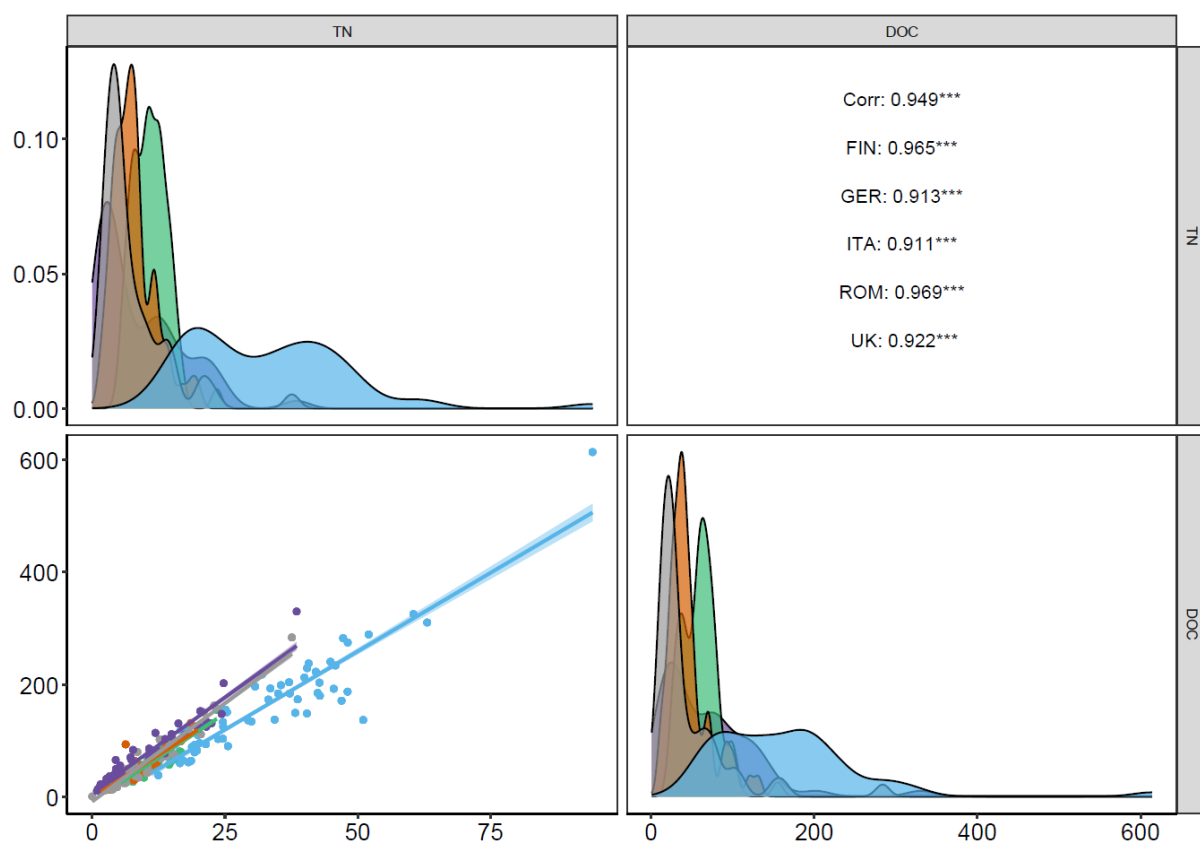 TN
DOC
0.10
0.05
0.00
Corr: 0.949***
FIN: 0.965***
GER: 0.913***
ITA: 0.911***
ROM: 0.969***
UK: 0.922***
TN
600
400
200
0
DOC
0
25
50
75
0
200
400
600